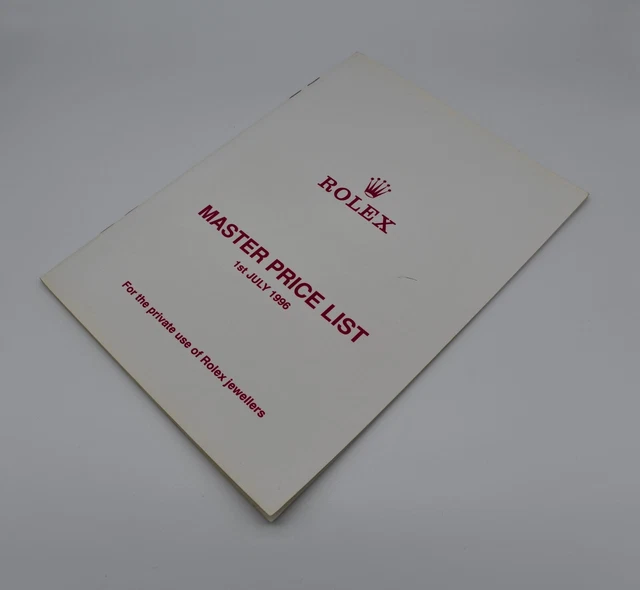 ROLEX
MASTER PRICE LIST
1st JULY 1996
For the private use of Rolex jewellers